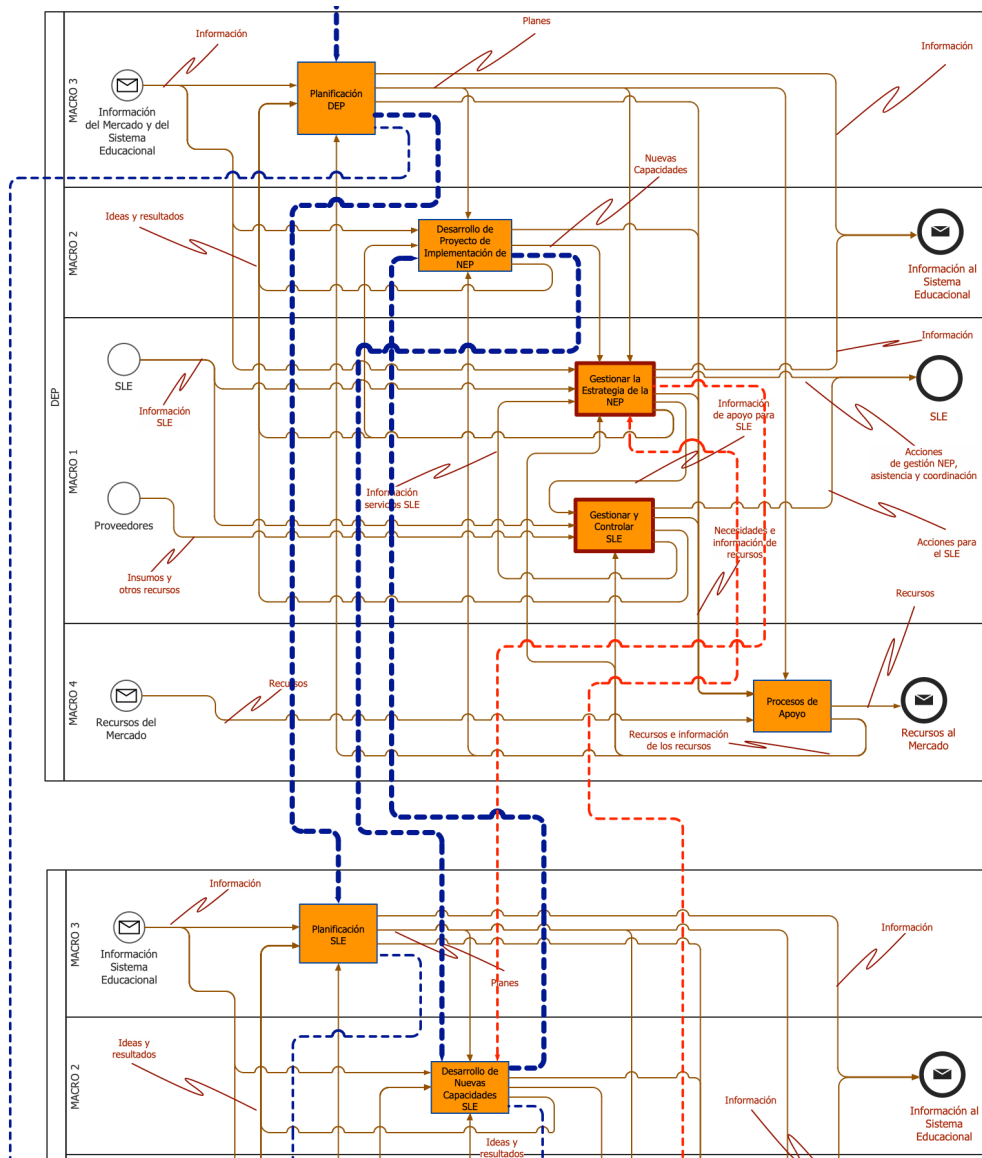 Planes
Información
Información
MACRO 3
Planificación
DEP
Información
del Mercado y del
Sistema
Educacional
Nuevas
Capacidades
MACRO 2
Ideas y resultados
Desarrollo de
Proyecto de
Implementación de
NEP
Información al
Sistema
Educacional
DEP
MACRO 1
SLE
Información
SLE
Gestionar la
Estrategia de la
NEP
Información
SLE
Información
de apoyo para
SLE
Acciones
de gestión NEP,
asistencia y coordinación
Información
servicios SLE
Proveedores
Gestionar y
Controlar
SLE
Necesidades e
información de
recursos
Acciones para
el SLE
Insumos y
otros recursos
MACRO 4
Recursos
Recursos
Recursos del
Mercado
Procesos de
Apoyo
Recursos al
Mercado
Recursos e información
de los recursos
MACRO 3
Información
Planificación
SLE
Información
Sistema
Educacional
Información
Planes
MACRO 2
Ideas y
resultados
Desarrollo de
Nuevas
Capacidades
SLE
Información
Información al
Sistema
Educacional
Ideas y
resultados